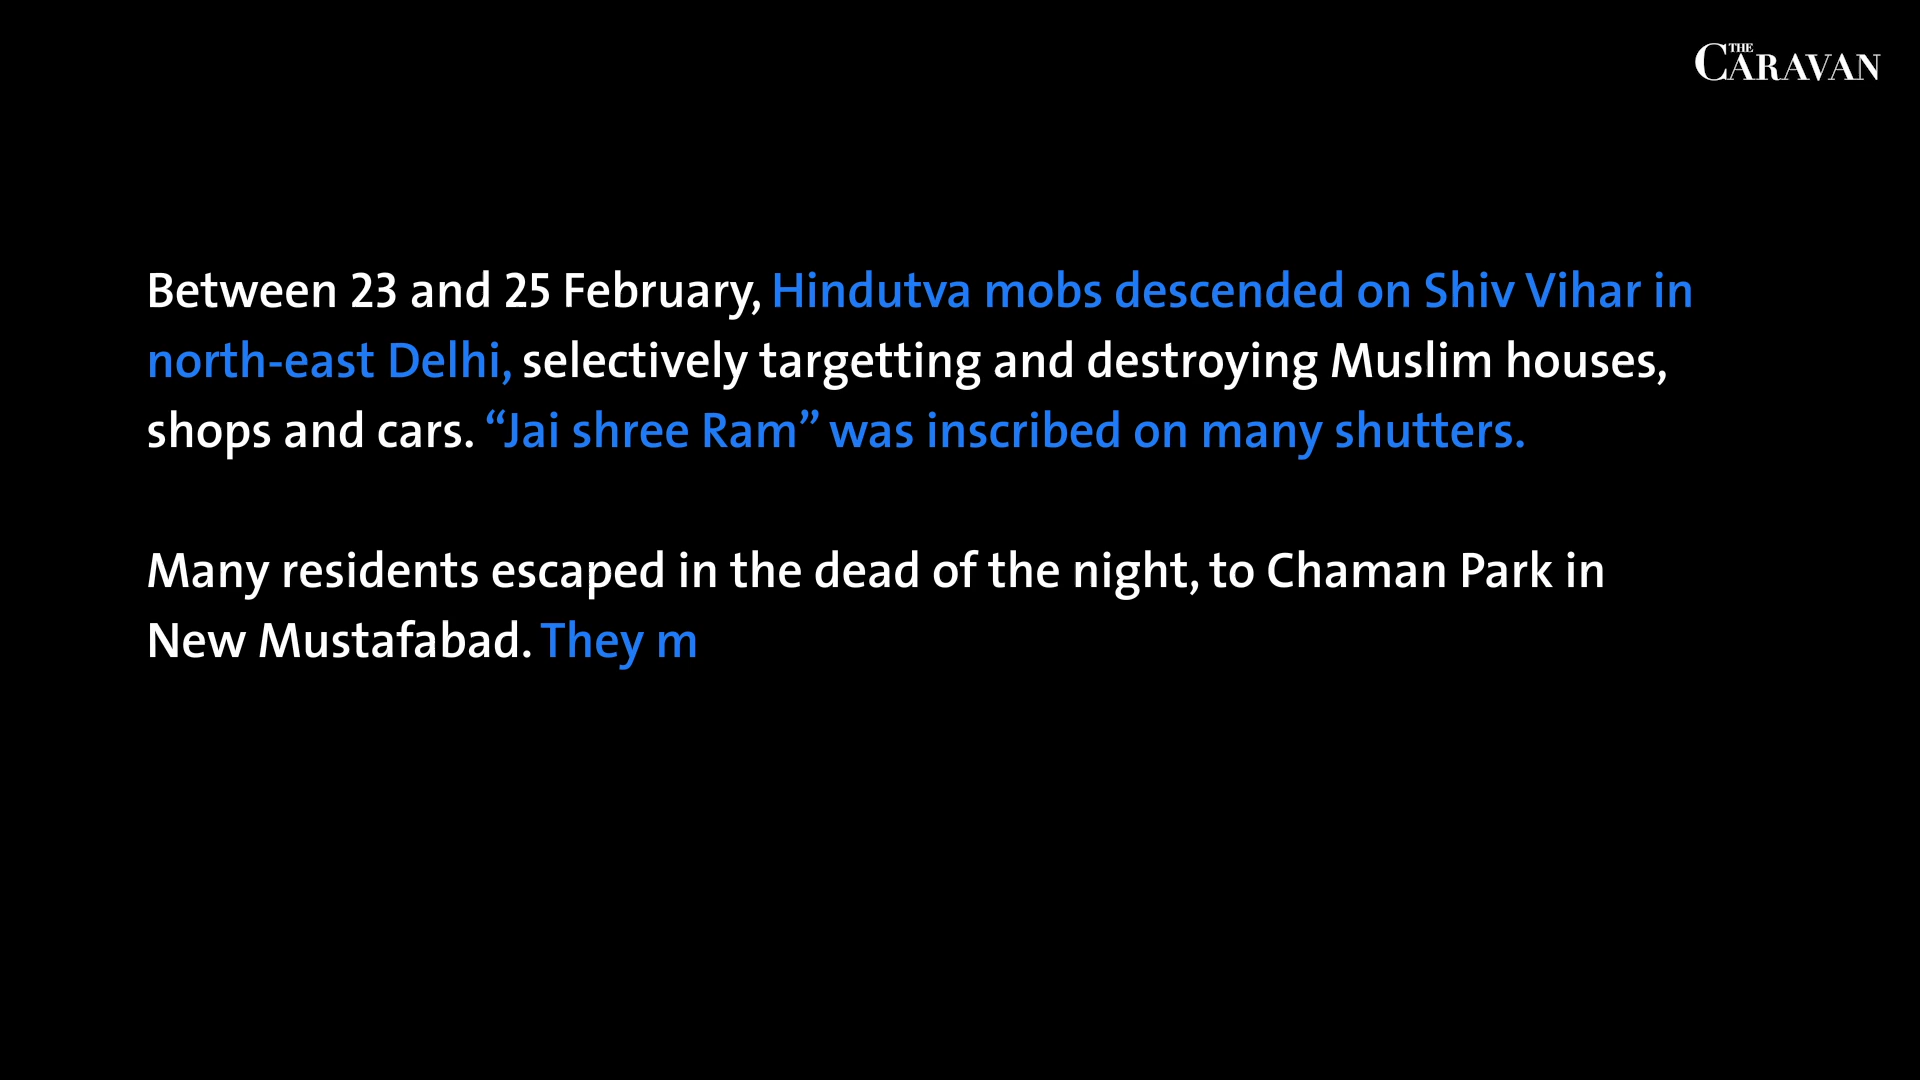 THE CARAVAN
Between 23 and 25 February, Hindutva mobs descended on Shiv Vihar in
north-east Delhi, selectively targetting and destroying Muslim houses,
shops and cars. “Jai shree Ram” was inscribed on many shutters.
Many residents escaped in the dead of the night, to Chaman Park in
New Mustafabad. They m